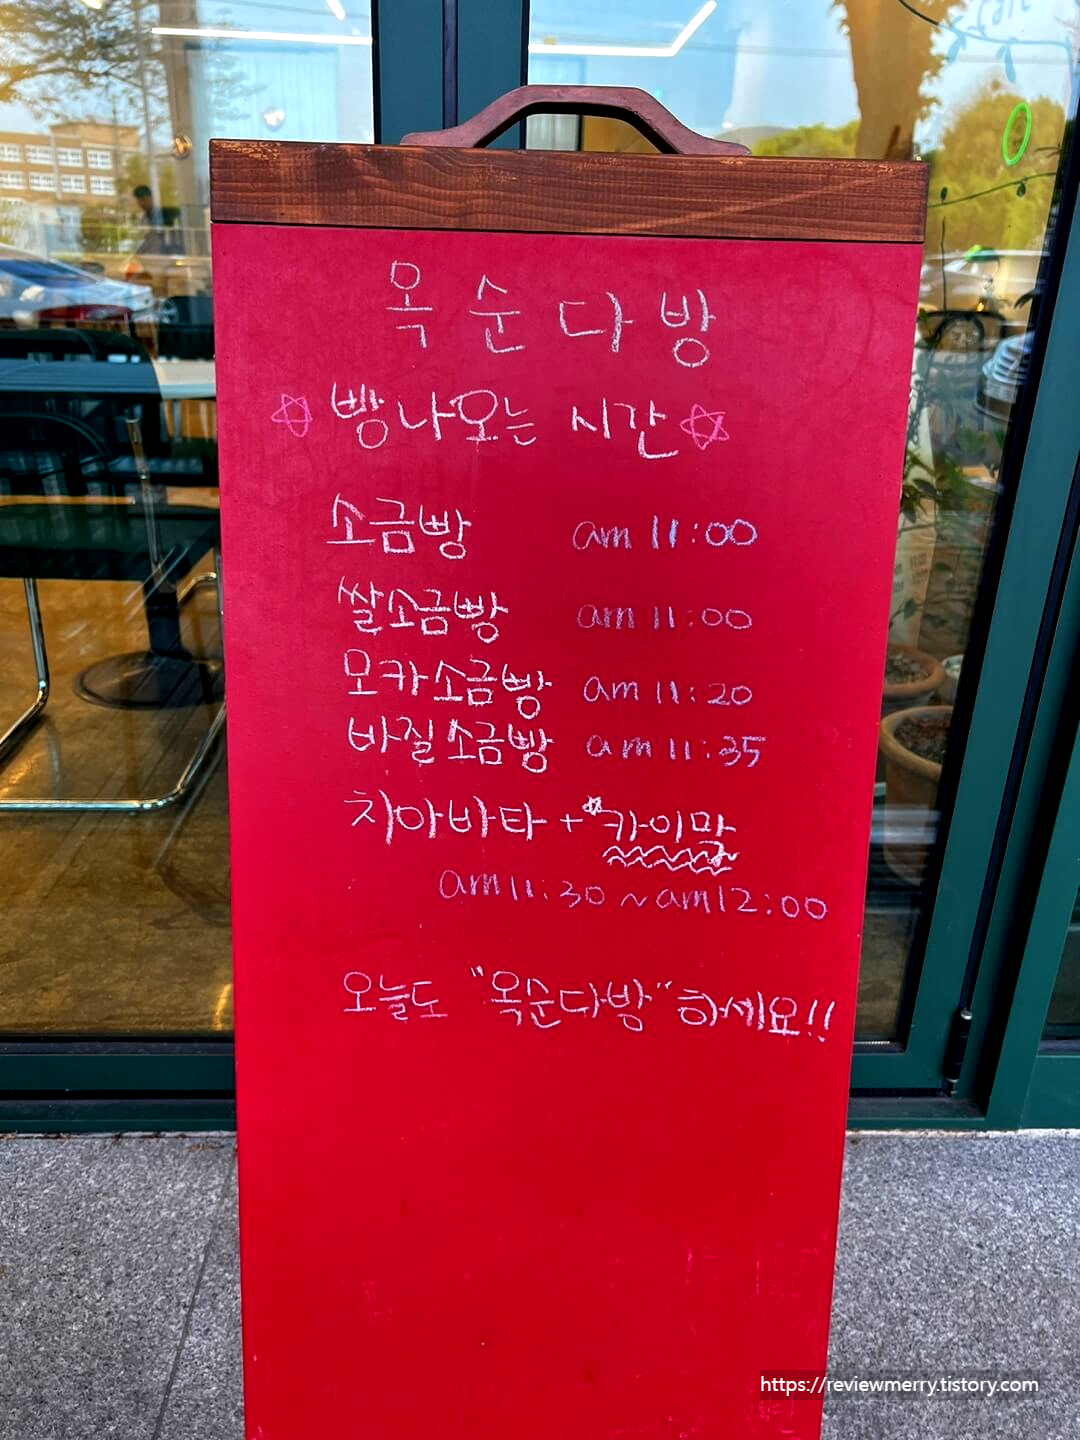 옥순다방
빵나오는 시간
소금빵 am 11:00
쌀소금빵 am 11:00
모카소금빵 am 11:20
바질소금빵 am 11:35
치아바타 + 카이막
am 11:30 ~ am 12:00
오늘도 "옥순다방" 하세요!!
https://reviewmerry.tistory.com